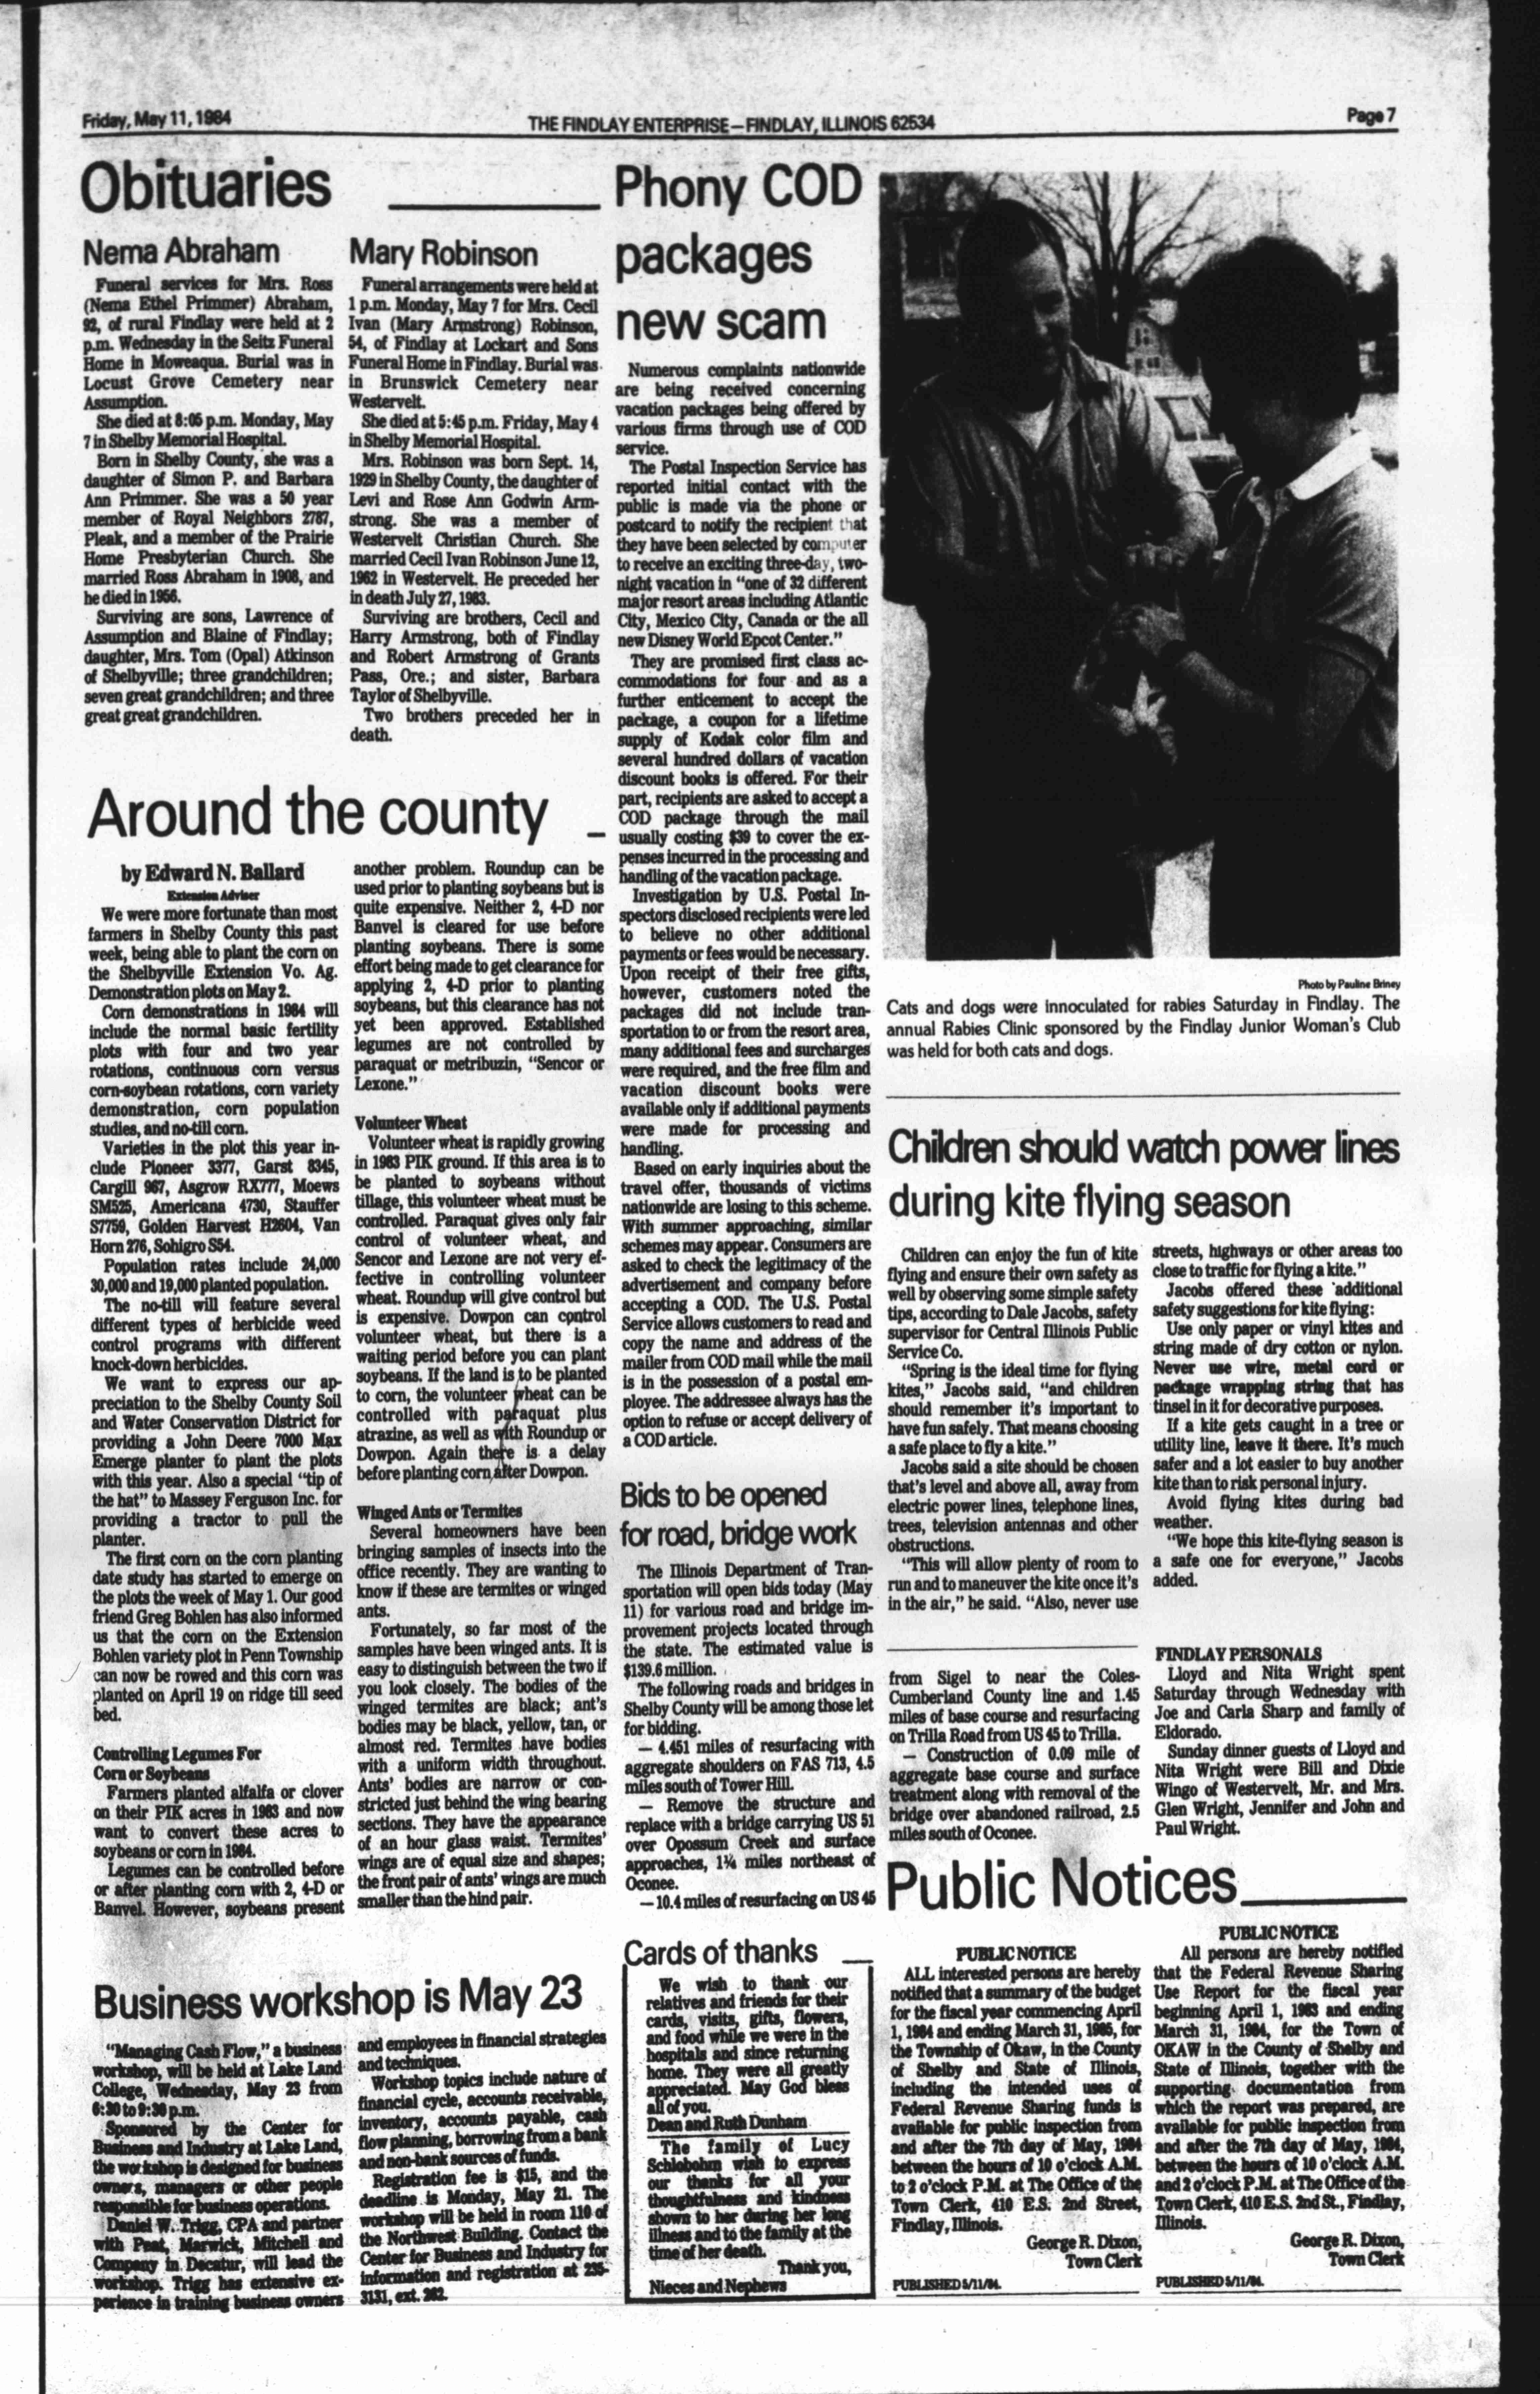 Friday, May 11, 1984
THE FINDLAY ENTERPRISE—FINDLAY, ILLINOIS 62534
Page 7
Obituaries
Nema Abraham
Funeral services for Mrs. Ross
(Nema Ethel Primmer) Abraham,
92, of rural Findlay were held at 2
p.m. Wednesday in the Seitz Funeral
Home in Moweaqua. Burial was in
Locust Grove Cemetery near
Assumption.
She died at 8:05 p.m. Monday, May
7 in Shelby Memorial Hospital.
Born in Shelby County, she was a
daughter of Simon P. and Barbara
Ann Primmer. She was a 50 year
member of Royal Neighbors 2787,
Pleak, and a member of the Prairie
Home Presbyterian Church. She
married Ross Abraham in 1908, and
he died in 1956.
Surviving are sons, Lawrence of
Assumption and Blaine of Findlay;
daughter, Mrs. Tom (Opal) Atkinson
of Shelbyville; three grandchildren;
seven great grandchildren; and three
great great grandchildren.
Mary Robinson
Funeral arrangements were held at
1 p.m. Monday, May 7 for Mrs. Cecil
Ivan (Mary Armstrong) Robinson,
54, of Findlay at Lockart and Sons
Funeral Home in Findlay. Burial was
in Brunswick Cemetery near
Westervelt.
She died at 5:45 p.m. Friday, May 4
in Shelby Memorial Hospital.
Mrs. Robinson was born Sept. 14,
1929 in Shelby County, the daughter of
Levi and Rose Ann Godwin Arm-
strong. She was a member of
Westervelt Christian Church. She
married Cecil Ivan Robinson June 12,
1962 in Westervelt. He preceded her
in death July 27, 1983.
Surviving are brothers, Cecil and
Harry Armstrong, both of Findlay
and Robert Armstrong of Grants
Pass, Ore.; and sister, Barbara
Taylor of Shelbyville.
Two brothers preceded her in
death.
Around the county
by Edward N. Ballard
Extension Adviser
We were more fortunate than most
farmers in Shelby County this past
week, being able to plant the corn on
the Shelbyville Extension Vo. Ag.
Demonstration plots on May 2.
Corn demonstrations in 1984 will
include the normal basic fertility
plots with four and two year
rotations, continuous corn versus
corn-soybean rotations, corn variety
demonstration, corn population
studies, and no-till corn.
Varieties in the plot this year in-
clude Pioneer 3377, Garst 8345,
Cargill 967, Asgrow RX777, Moews
SM525, Americana 4730, Stauffer
S7759, Golden Harvest H2604, Van
Horn 276, Sohigro S54.
Population rates include 24,000
30,000 and 19,000 planted population.
The no-till will feature several
different types of herbicide weed
control programs with different
knock-down herbicides.
We want to express our ap-
preciation to the Shelby County Soil
and Water Conservation District for
providing a John Deere 7000 Max
Emerge planter to plant the plots
with this year. Also a special "tip of
the hat" to Massey Ferguson Inc. for
providing a tractor to pull the
planter.
The first corn on the corn planting
date study has started to emerge on
the plots the week of May 1. Our good
friend Greg Bohlen has also informed
us that the corn on the Extension
Bohlen variety plot in Penn Township
can now be rowed and this corn was
planted on April 19 on ridge till seed
bed.
Controlling Legumes For
Corn or Soybeans
Farmers planted alfalfa or clover
on their PIK acres in 1983 and now
want to convert these acres to
soybeans or corn in 1984.
Legumes can be controlled before
or after planting corn with 2, 4-D or
Banvel. However, soybeans present
another problem. Roundup can be
used prior to planting soybeans but is
quite expensive. Neither 2, 4-D nor
Banvel is cleared for use before
planting soybeans. There is some
effort being made to get clearance for
applying 2, 4-D prior to planting
soybeans, but this clearance has not
yet been approved. Established
legumes are not controlled by
paraquat or metribuzin, "Sencor or
Lexone."
Volunteer Wheat
Volunteer wheat is rapidly growing
in 1983 PIK ground. If this area is to
be planted to soybeans without
tillage, this volunteer wheat must be
controlled. Paraquat gives only fair
control of volunteer wheat, and
Sencor and Lexone are not very ef-
fective in controlling volunteer
wheat. Roundup will give control but
is expensive. Dowpon can control
volunteer wheat, but there is a
waiting period before you can plant
soybeans. If the land is to be planted
to corn, the volunteer wheat can be
controlled with paraquat plus
atrazine, as well as with Roundup or
Dowpon. Again there is a delay
before planting corn after Dowpon.
Winged Ants or Termites
Several homeowners have been
bringing samples of insects into the
office recently. They are wanting to
know if these are termites or winged
ants.
Fortunately, so far most of the
samples have been winged ants. It is
easy to distinguish between the two if
you look closely. The bodies of the
winged termites are black; ant's
bodies may be black, yellow, tan, or
almost red. Termites have bodies
with a uniform width throughout.
Ants' bodies are narrow or con-
stricted just behind the wing bearing
sections. They have the appearance
of an hour glass waist. Termites'
wings are of equal size and shapes;
the front pair of ants' wings are much
smaller than the hind pair.
Business workshop is May 23
"Managing Cash Flow," a business
workshop, will be held at Lake Land
College, Wednesday, May 23 from
6:30 to 9:30 p.m.
Sponsored by the Center for
Business and Industry at Lake Land,
the workshop is designed for business
owners, managers or other people
responsible for business operations.
Daniel W. Trigg, CPA and partner
with Peat, Marwick, Mitchell and
Company in Decatur, will lead the
workshop. Trigg has extensive ex-
perience in training business owners
and employees in financial strategies
and techniques.
Workshop topics include nature of
financial cycle, accounts receivable,
inventory, accounts payable, cash
flow planning, borrowing from a bank
and non-bank sources of funds.
Registration fee is $15, and the
deadline is Monday, May 21. The
workshop will be held in room 110 of
the Northwest Building. Contact the
Center for Business and Industry for
information and registration at 235-
3131, ext. 262.
Phony COD
packages
new scam
Numerous complaints nationwide
are being received concerning
vacation packages being offered by
various firms through use of COD
service.
The Postal Inspection Service has
reported initial contact with the
public is made via the phone or
postcard to notify the recipient that
they have been selected by computer
to receive an exciting three-day, two-
night vacation in "one of 32 different
major resort areas including Atlantic
City, Mexico City, Canada or the all
new Disney World Epcot Center."
They are promised first class ac-
commodations for four and as a
further enticement to accept the
package, a coupon for a lifetime
supply of Kodak color film and
several hundred dollars of vacation
discount books is offered. For their
part, recipients are asked to accept a
COD package through the mail
usually costing $39 to cover the ex-
penses incurred in the processing and
handling of the vacation package.
Investigation by U.S. Postal In-
spectors disclosed recipients were led
to believe no other additional
payments or fees would be necessary.
Upon receipt of their free gifts,
however, customers noted the
packages did not include tran-
sportation to or from the resort area,
many additional fees and surcharges
were required, and the free film and
vacation discount books were
available only if additional payments
were made for processing and
handling.
Based on early inquiries about the
travel offer, thousands of victims
nationwide are losing to this scheme.
With summer approaching, similar
schemes may appear. Consumers are
asked to check the legitimacy of the
advertisement and company before
accepting a COD. The U.S. Postal
Service allows customers to read and
copy the name and address of the
mailer from COD mail while the mail
is in the possession of a postal em-
ployee. The addressee always has the
option to refuse or accept delivery of
a COD article.
Bids to be opened
for road, bridge work
The Illinois Department of Tran-
sportation will open bids today (May
11) for various road and bridge im-
provement projects located through
the state. The estimated value is
$139.6 million.
The following roads and bridges in
Shelby County will be among those let
for bidding.
— 4.451 miles of resurfacing with
aggregate shoulders on FAS 713, 4.5
miles south of Tower Hill.
— Remove the structure and
replace with a bridge carrying US 51
over Opossum Creek and surface
approaches, 1¼ miles northeast of
Oconee.
— 10.4 miles of resurfacing on US 45
from Sigel to near the Coles-
Cumberland County line and 1.45
miles of base course and resurfacing
on Trilla Road from US 45 to Trilla.
— Construction of 0.09 mile of
aggregate base course and surface
treatment along with removal of the
bridge over abandoned railroad, 2.5
miles south of Oconee.
Cards of thanks
We wish to thank our
relatives and friends for their
cards, visits, gifts, flowers,
and food while we were in the
hospitals and since returning
home. They were all greatly
appreciated. May God bless
all of you.
Dean and Ruth Dunham
The family of Lucy
Schlobohm wish to express
our thanks for all your
thoughtfulness and kindness
shown to her during her long
illness and to the family at the
time of her death.
Thank you,
Nieces and Nephews
Photo by Pauline Briney
Cats and dogs were innoculated for rabies Saturday in Findlay. The
annual Rabies Clinic sponsored by the Findlay Junior Woman's Club
was held for both cats and dogs.
Children should watch power lines
during kite flying season
Children can enjoy the fun of kite
flying and ensure their own safety as
well by observing some simple safety
tips, according to Dale Jacobs, safety
supervisor for Central Illinois Public
Service Co.
"Spring is the ideal time for flying
kites," Jacobs said, "and children
should remember it's important to
have fun safely. That means choosing
a safe place to fly a kite."
Jacobs said a site should be chosen
that's level and above all, away from
electric power lines, telephone lines,
trees, television antennas and other
obstructions.
"This will allow plenty of room to
run and to maneuver the kite once it's
in the air," he said. "Also, never use
streets, highways or other areas too
close to traffic for flying a kite."
Jacobs offered these additional
safety suggestions for kite flying:
Use only paper or vinyl kites and
string made of dry cotton or nylon.
Never use wire, metal cord or
package wrapping string that has
tinsel in it for decorative purposes.
If a kite gets caught in a tree or
utility line, leave it there. It's much
safer and a lot easier to buy another
kite than to risk personal injury.
Avoid flying kites during bad
weather.
"We hope this kite-flying season is
a safe one for everyone," Jacobs
added.
FINDLAY PERSONALS
Lloyd and Nita Wright spent
Saturday through Wednesday with
Joe and Carla Sharp and family of
Eldorado.
Sunday dinner guests of Lloyd and
Nita Wright were Bill and Dixie
Wingo of Westervelt, Mr. and Mrs.
Glen Wright, Jennifer and John and
Paul Wright.
Public Notices
PUBLIC NOTICE
ALL interested persons are hereby
notified that a summary of the budget
for the fiscal year commencing April
1, 1984 and ending March 31, 1985, for
the Township of Okaw, in the County
of Shelby and State of Illinois,
including the intended uses of
Federal Revenue Sharing funds is
available for public inspection from
and after the 7th day of May, 1984
between the hours of 10 o'clock A.M.
to 2 o'clock P.M. at The Office of the
Town Clerk, 410 E.S. 2nd Street,
Findlay, Illinois.
George R. Dixon,
Town Clerk
PUBLISHED 5/11/84.
PUBLIC NOTICE
All persons are hereby notified
that the Federal Revenue Sharing
Use Report for the fiscal year
beginning April 1, 1983 and ending
March 31, 1984, for the Town of
OKAW in the County of Shelby and
State of Illinois, together with the
supporting documentation from
which the report was prepared, are
available for public inspection from
and after the 7th day of May, 1984,
between the hours of 10 o'clock A.M.
and 2 o'clock P.M. at The Office of the
Town Clerk, 410 E.S. 2nd St., Findlay,
Illinois.
George R. Dixon,
Town Clerk
PUBLISHED 5/11/84.